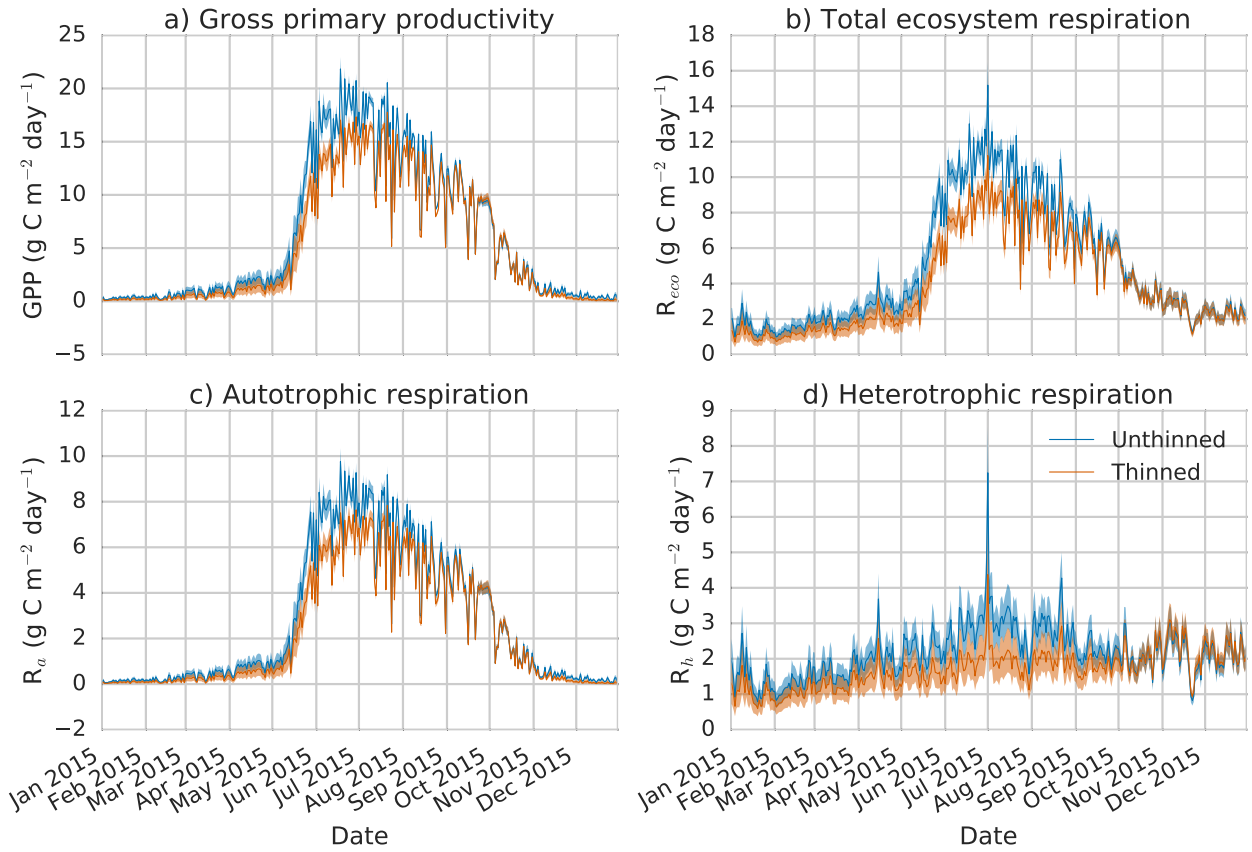 a) Gross primary productivity
25
20
15
10
5
0
−5
GPP (g C m⁻² day⁻¹)
b) Total ecosystem respiration
18
16
14
12
10
8
6
4
2
0
R_eco (g C m⁻² day⁻¹)
c) Autotrophic respiration
12
10
8
6
4
2
0
−2
R_a (g C m⁻² day⁻¹)
Jan 2015
Feb 2015
Mar 2015
Apr 2015
May 2015
Jun 2015
Jul 2015
Aug 2015
Sep 2015
Oct 2015
Nov 2015
Dec 2015
Date
d) Heterotrophic respiration
9
8
7
6
5
4
3
2
1
0
R_h (g C m⁻² day⁻¹)
Unthinned
Thinned
Jan 2015
Feb 2015
Mar 2015
Apr 2015
May 2015
Jun 2015
Jul 2015
Aug 2015
Sep 2015
Oct 2015
Nov 2015
Dec 2015
Date